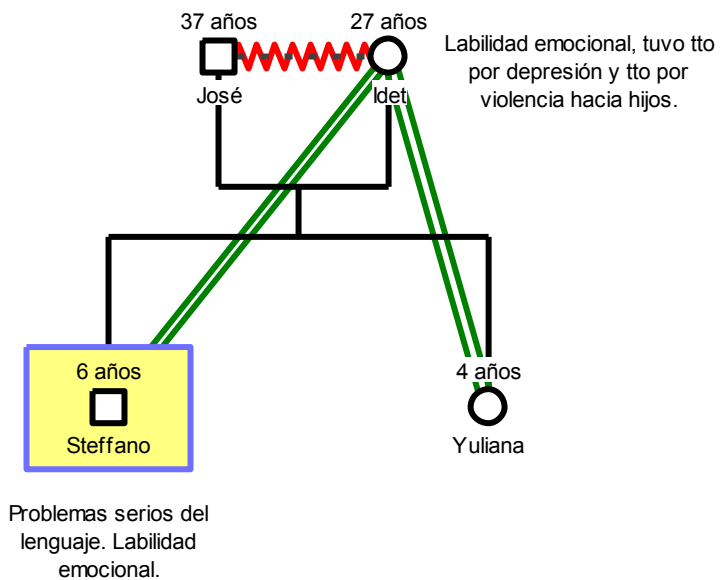 37 años
27 años
Labilidad emocional, tuvo tto
por depresión y tto por
violencia hacia hijos.
José
Idet
6 años
4 años
Steffano
Yuliana
Problemas serios del
lenguaje. Labilidad
emocional.